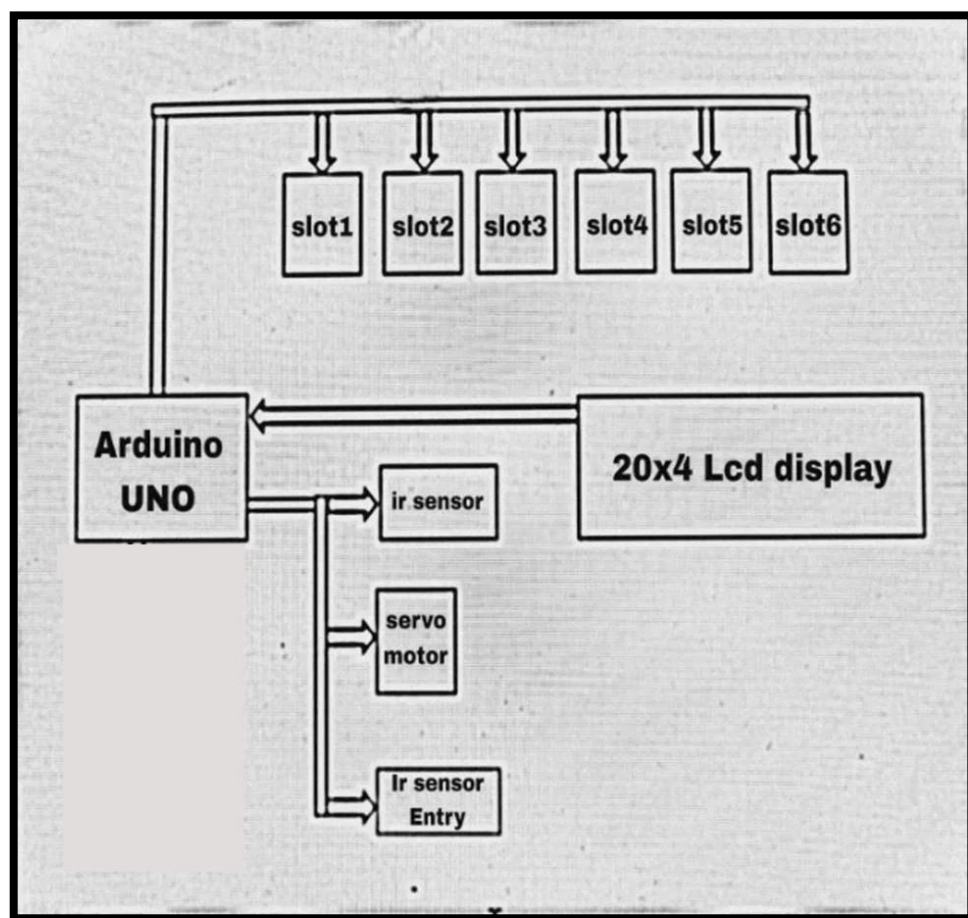 slot1 slot2 slot3 slot4 slot5 slot6
Arduino
UNO
20x4 Lcd display
ir sensor
servo
motor
Ir sensor
Entry